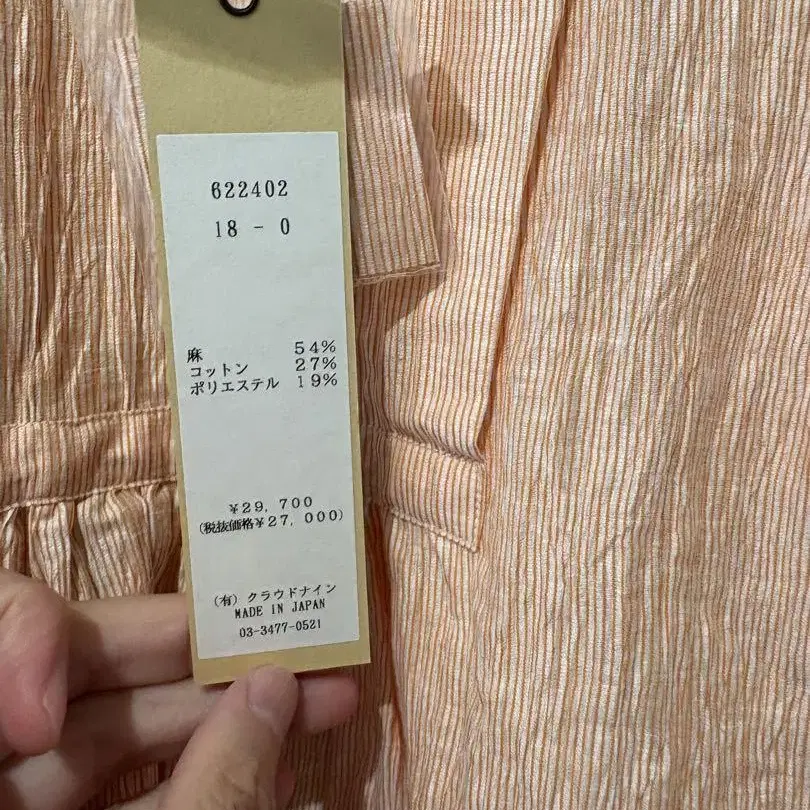 622402
18 - 0
麻 54%
コットン 27%
ポリエステル 19%
¥29,700
(税抜価格¥27,000)
(有) クラウドナイン
MADE IN JAPAN
03-3477-0521